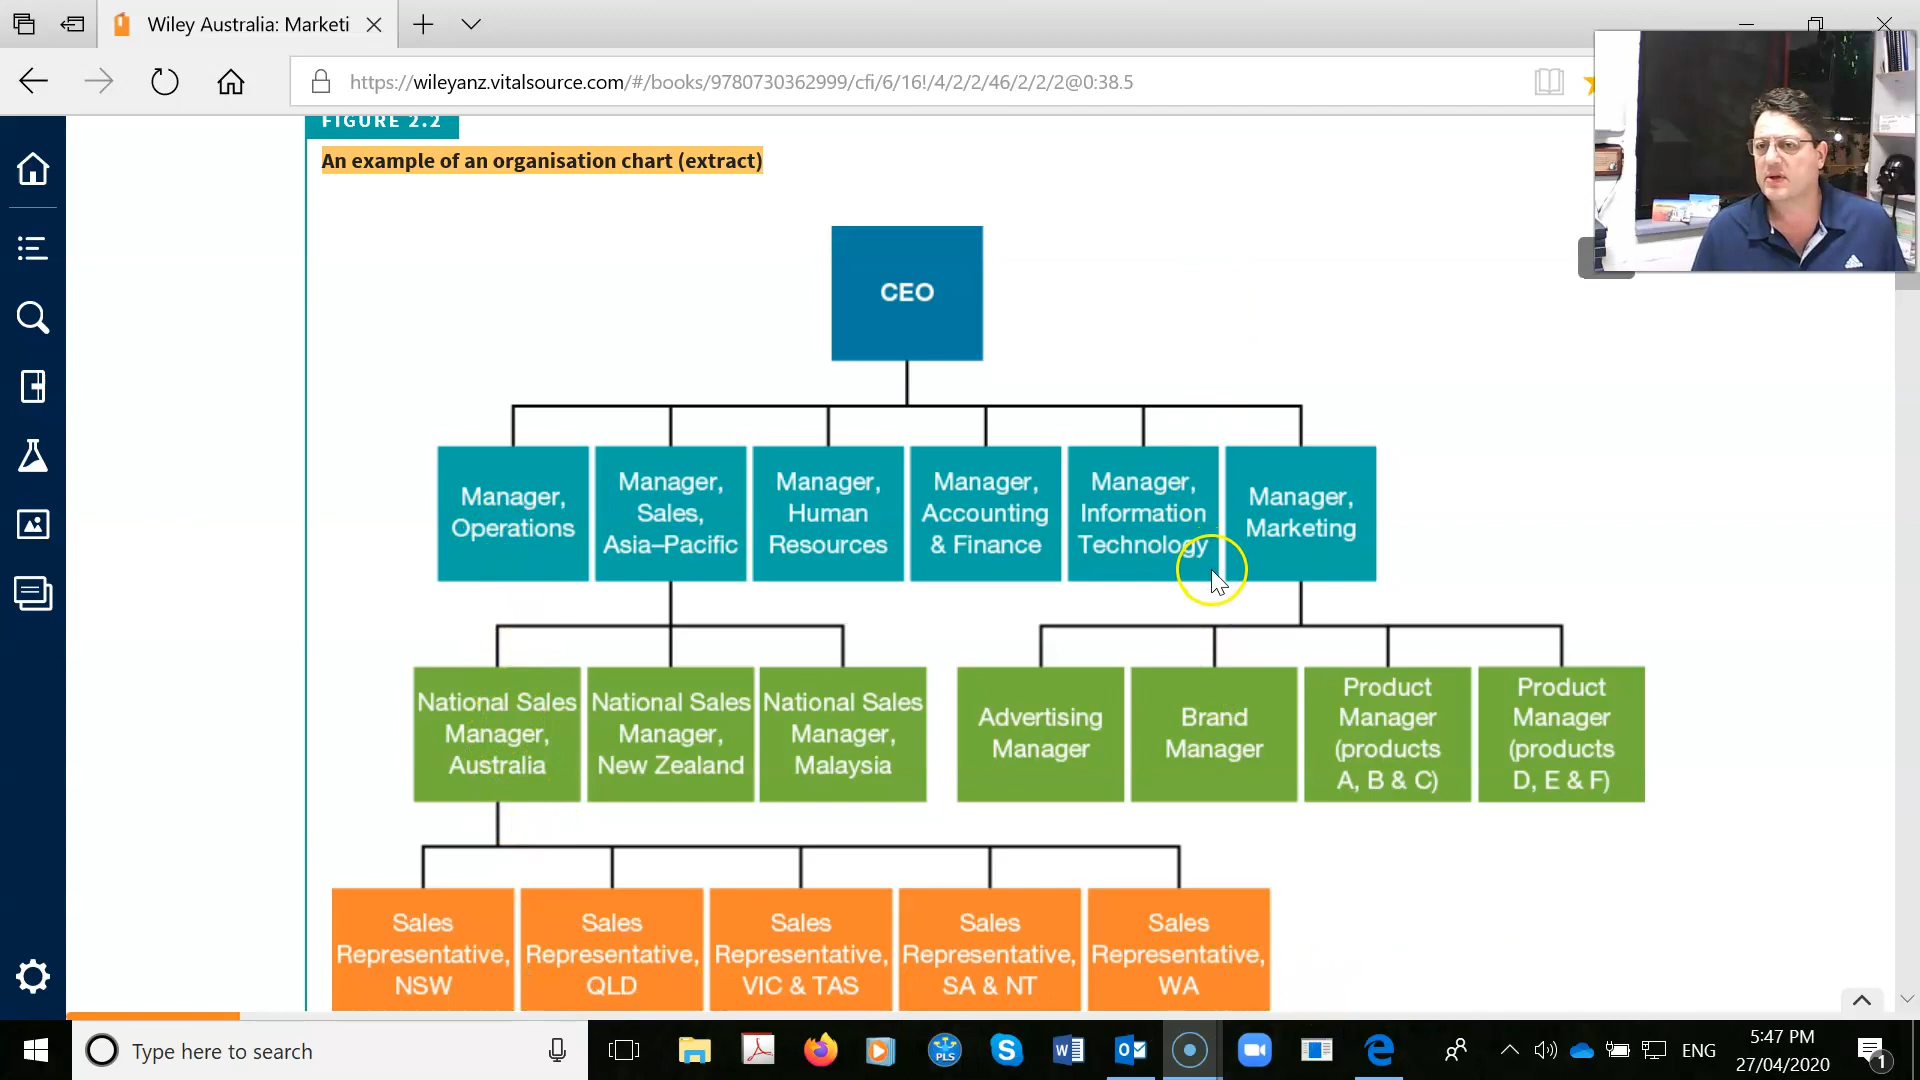 Wiley Australia: Marketi
https://wileyanz.vitalsource.com/#/books/9780730362999/cfi/6/16!/4/2/2/46/2/2/2@0:38.5
FIGURE 2.2
An example of an organisation chart (extract)
CEO
Manager,
Operations
Manager,
Sales,
Asia–Pacific
Manager,
Human
Resources
Manager,
Accounting
& Finance
Manager,
Information
Technology
Manager,
Marketing
National Sales
Manager,
Australia
National Sales
Manager,
New Zealand
National Sales
Manager,
Malaysia
Advertising
Manager
Brand
Manager
Product
Manager
(products
A, B & C)
Product
Manager
(products
D, E & F)
Sales
Representative,
NSW
Sales
Representative,
QLD
Sales
Representative,
VIC & TAS
Sales
Representative,
SA & NT
Sales
Representative,
WA
Type here to search
PLS
ENG
5:47 PM
27/04/2020
1